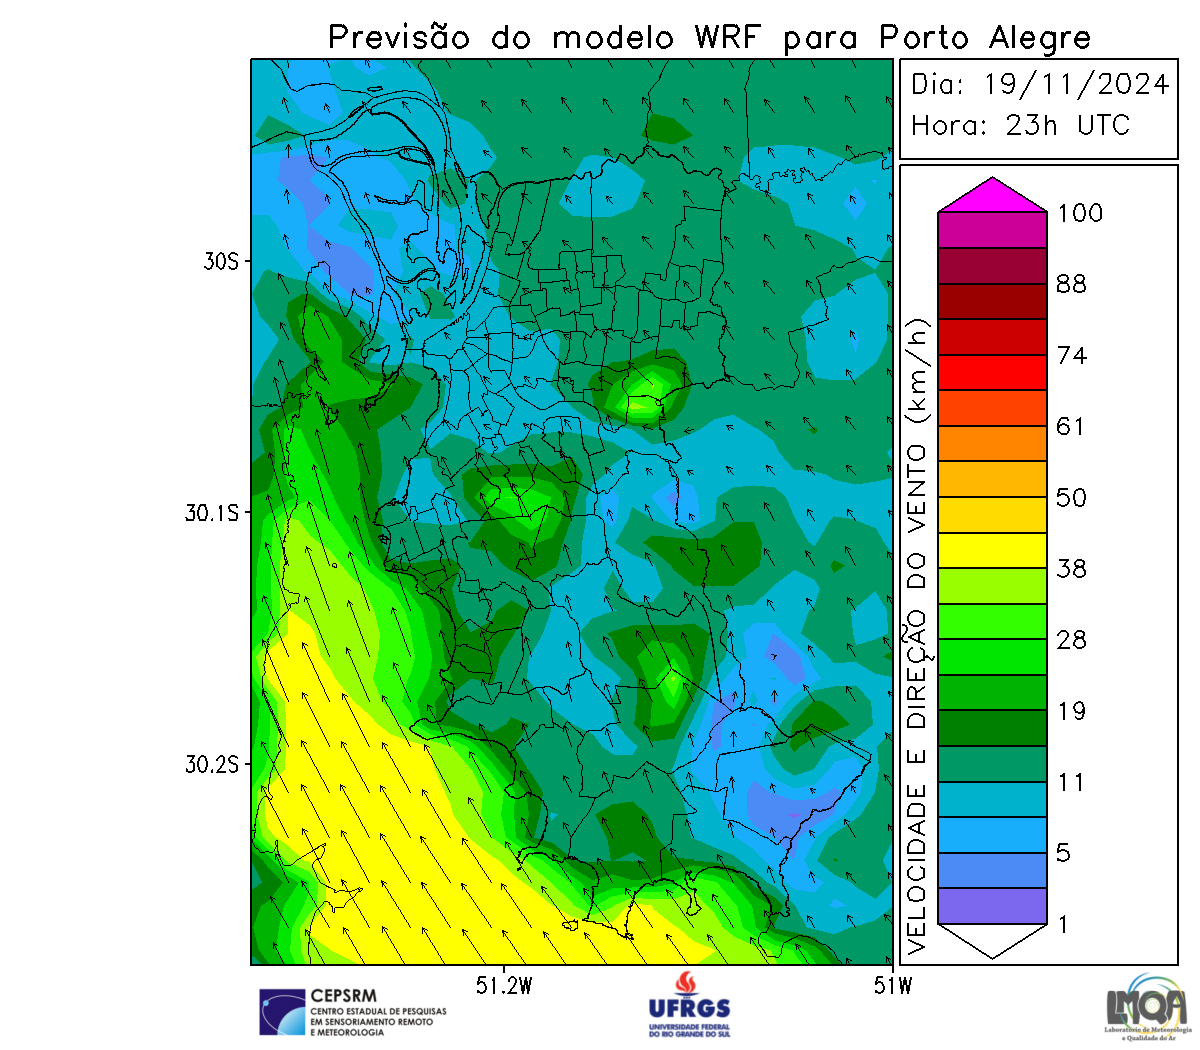 Previsão do modelo WRF para Porto Alegre
Dia: 19/11/2024
Hora: 23h UTC
100
88
74
61
50
38
28
19
11
5
1
VELOCIDADE E DIREÇÃO DO VENTO (km/h)
30S
30.1S
30.2S
51.2W
51W
CEPSRM
CENTRO ESTADUAL DE PESQUISAS
EM SENSORIAMENTO REMOTO
E METEOROLOGIA
UFRGS
UNIVERSIDADE FEDERAL
DO RIO GRANDE DO SUL
LMQA
Laboratório de Meteorologia
e Qualidade do Ar